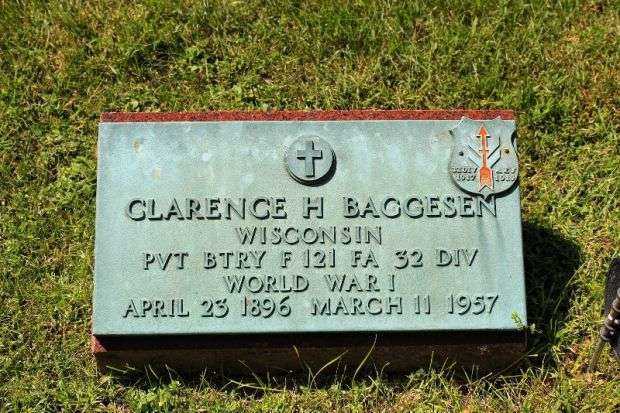 CLARENCE H BAGGESEN
WISCONSIN
PVT BTRY F 121 FA 32 DIV
WORLD WAR I
APRIL 23 1896 MARCH 11 1957